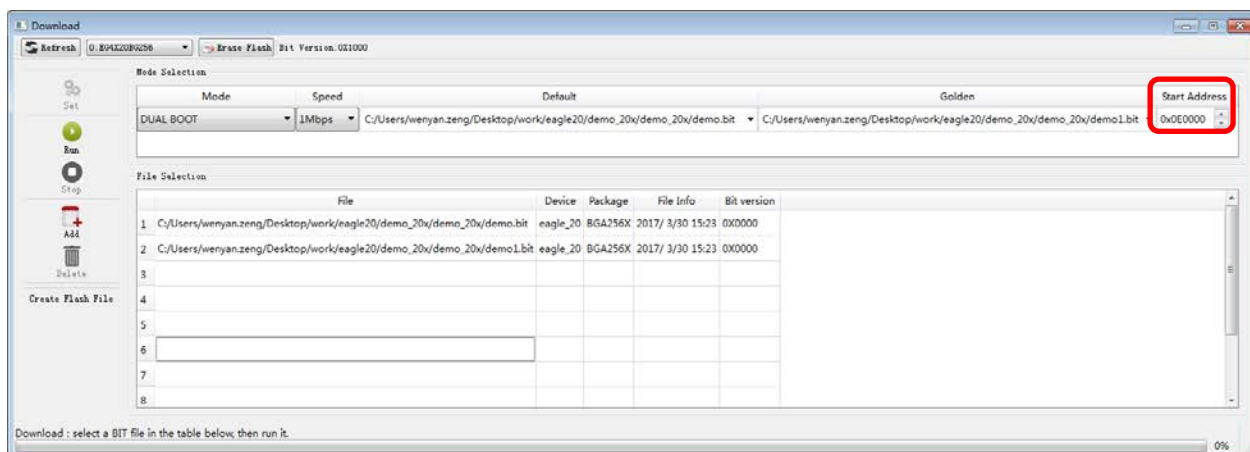 Download
Refresh 0.EG4X20BG256 Erase Flash Bit Version.0X1000
Mode Selection
Set
Mode Speed Default Golden Start Address
DUAL BOOT 1Mbps C:/Users/wenyan.zeng/Desktop/work/eagle20/demo_20x/demo_20x/demo.bit C:/Users/wenyan.zeng/Desktop/work/eagle20/demo_20x/demo_20x/demo1.bit 0x0E0000
Run
Stop
File Selection
File Device Package File Info Bit version
1 C:/Users/wenyan.zeng/Desktop/work/eagle20/demo_20x/demo_20x/demo.bit eagle_20 BGA256X 2017/ 3/30 15:23 0X0000
Add
2 C:/Users/wenyan.zeng/Desktop/work/eagle20/demo_20x/demo_20x/demo1.bit eagle_20 BGA256X 2017/ 3/30 15:23 0X0000
Delete
3
Create Flash File
4
5
6
7
8
Download : select a BIT file in the table below, then run it.
0%